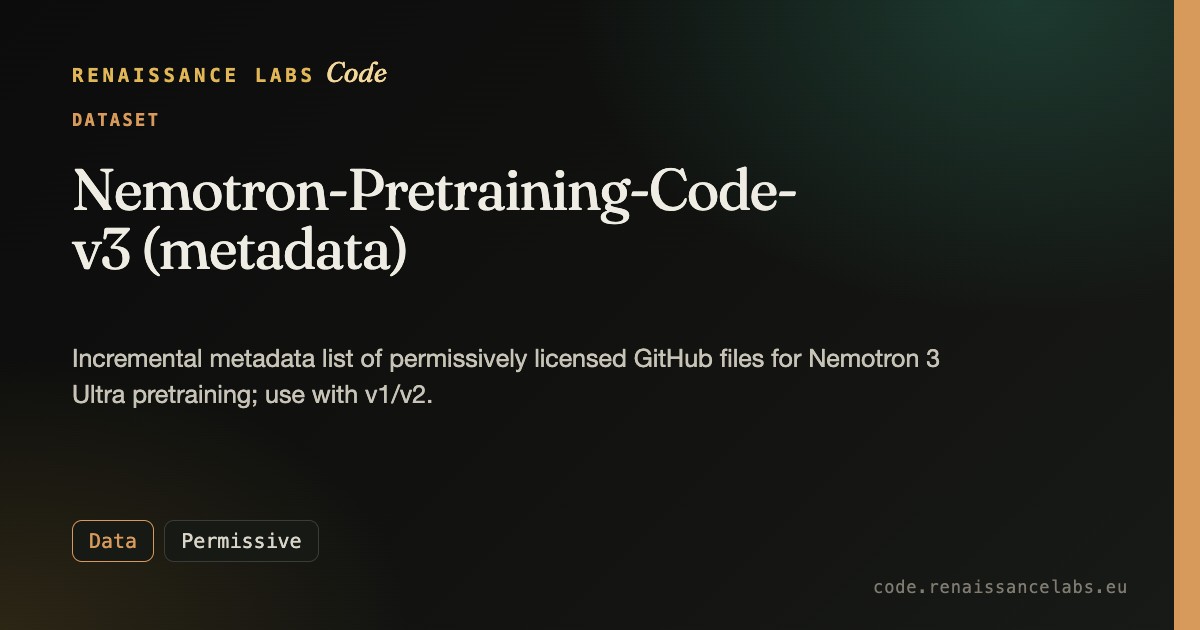 RENAISSANCE LABS Code
DATASET
Nemotron-Pretraining-Code-
v3 (metadata)
Incremental metadata list of permissively licensed GitHub files for Nemotron 3
Ultra pretraining; use with v1/v2.
Data Permissive
code.renaissancelabs.eu